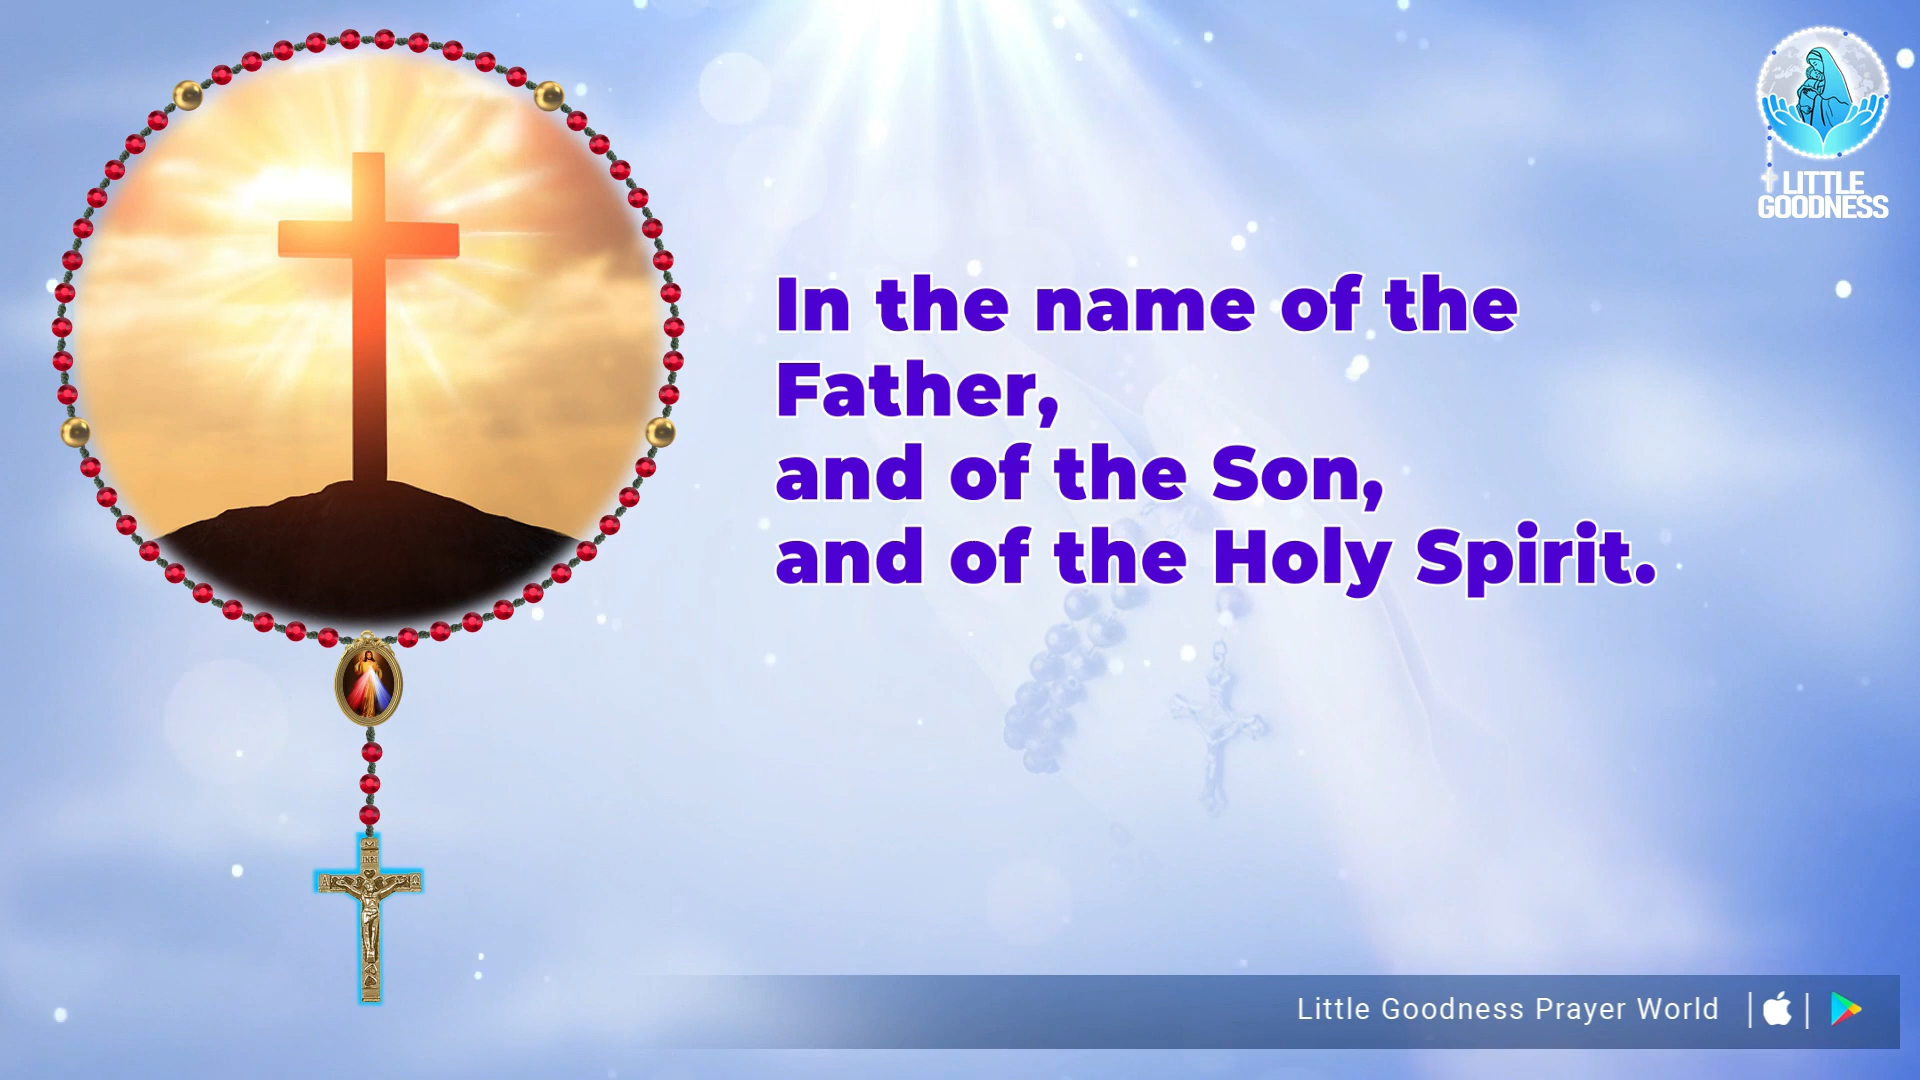 LITTLE
GOODNESS
In the name of the
Father,
and of the Son,
and of the Holy Spirit.
INRI
Little Goodness Prayer World